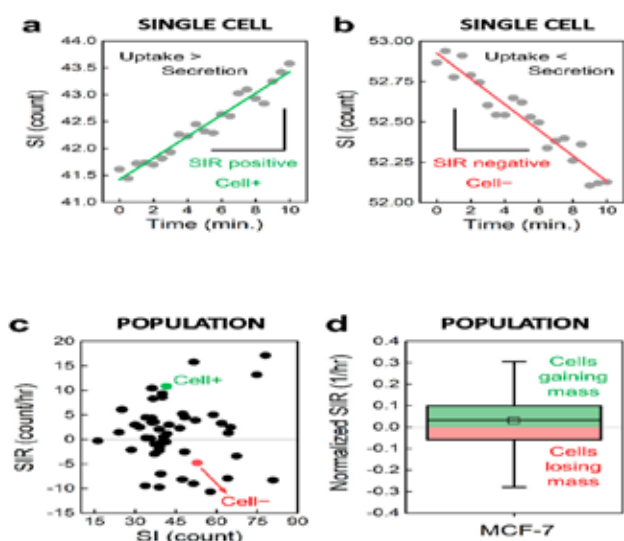 a SINGLE CELL
44.0
43.5
43.0
42.5
42.0
41.5
41.0
SI (count)
Uptake >
Secretion
SIR positive
Cell+
0 2 4 6 8 10
Time (min.)
b SINGLE CELL
53.00
52.75
52.50
52.25
52.00
SI (count)
Uptake <
Secretion
SIR negative
Cell−
0 2 4 6 8 10
Time (min.)
c POPULATION
20
15
10
5
0
-5
-10
-15
SIR (count/hr)
Cell+
Cell−
15 30 45 60 75 90
SI (count)
d POPULATION
0.4
0.3
0.2
0.1
0.0
-0.1
-0.2
-0.3
-0.4
Normalized SIR (1/hr)
Cells
gaining
mass
Cells
losing
mass
MCF-7